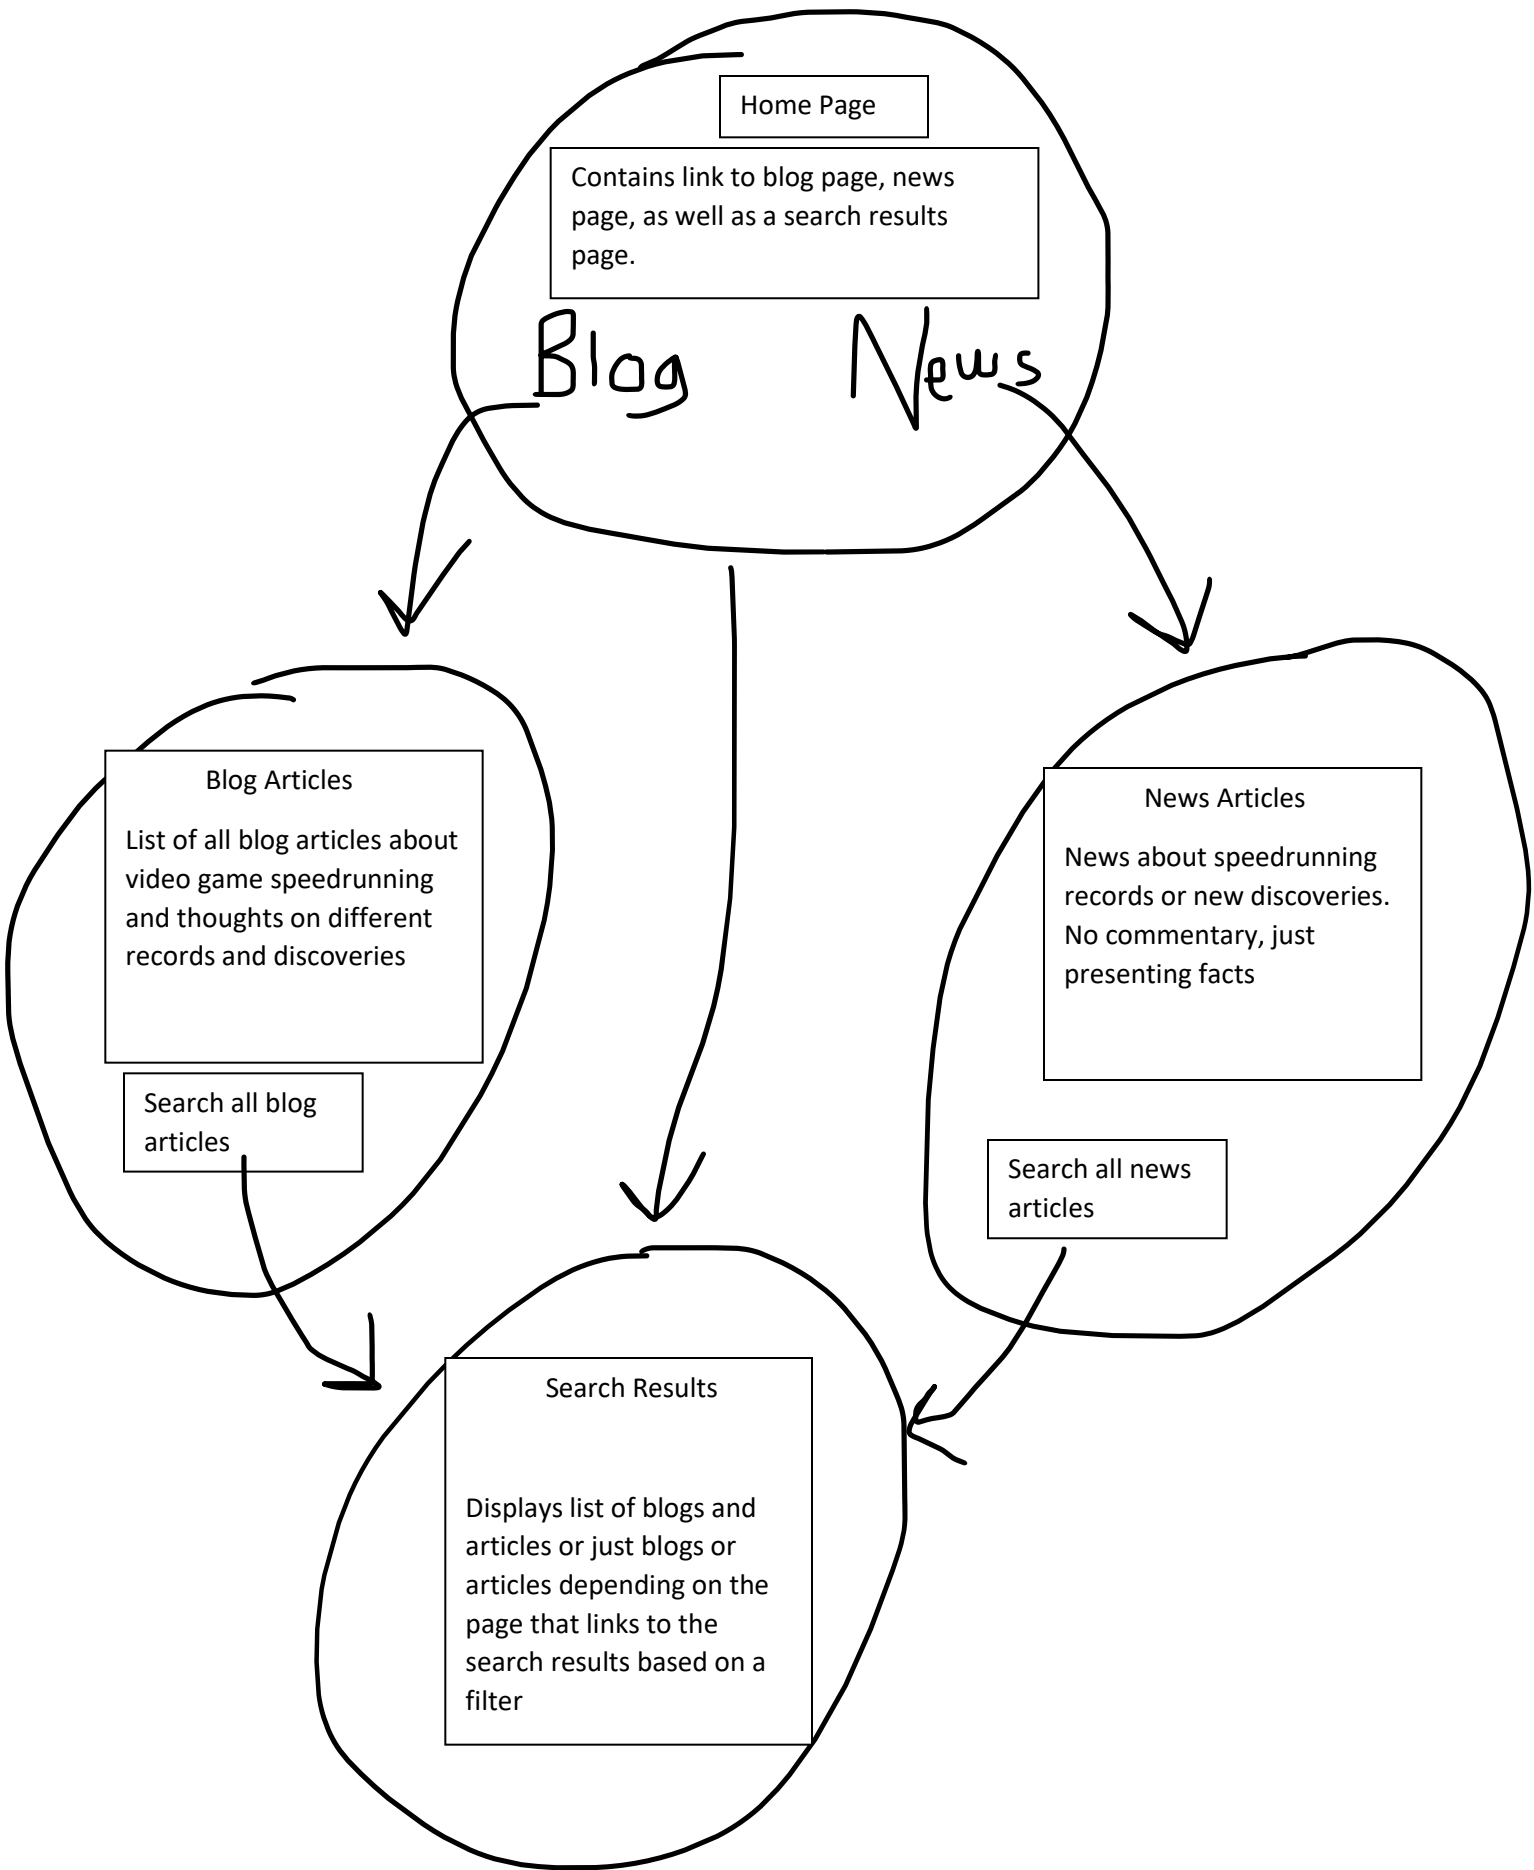 Home Page
Contains link to blog page, news
page, as well as a search results
page.
Blog
News
Blog Articles
List of all blog articles about
video game speedrunning
and thoughts on different
records and discoveries
Search all blog
articles
News Articles
News about speedrunning
records or new discoveries.
No commentary, just
presenting facts
Search all news
articles
Search Results
Displays list of blogs and
articles or just blogs or
articles depending on the
page that links to the
search results based on a
filter